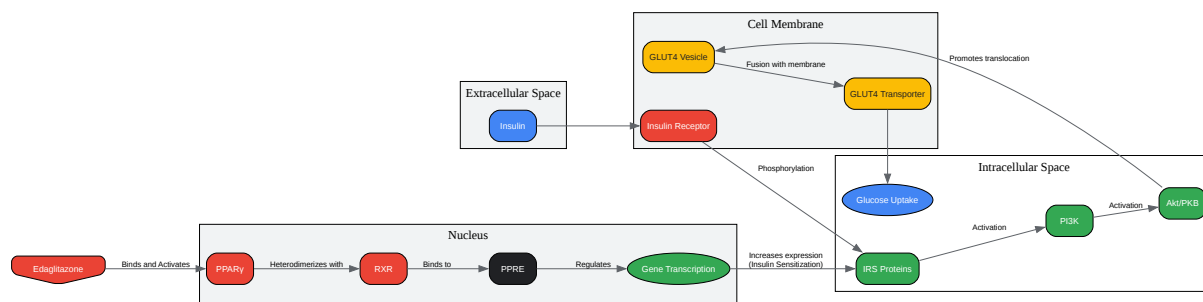 Cell Membrane
GLUT4 Vesicle
Promotes translocation
Fusion with membrane
GLUT4 Transporter
Extracellular Space
Insulin
Insulin Receptor
Phosphorylation
Intracellular Space
Glucose Uptake
Akt/PKB
PI3K
Activation
Activation
Nucleus
Edaglitazone
Binds and Activates
PPARγ
Heterodimerizes with
RXR
Binds to
PPRE
Regulates
Gene Transcription
Increases expression
(Insulin Sensitization)
IRS Proteins